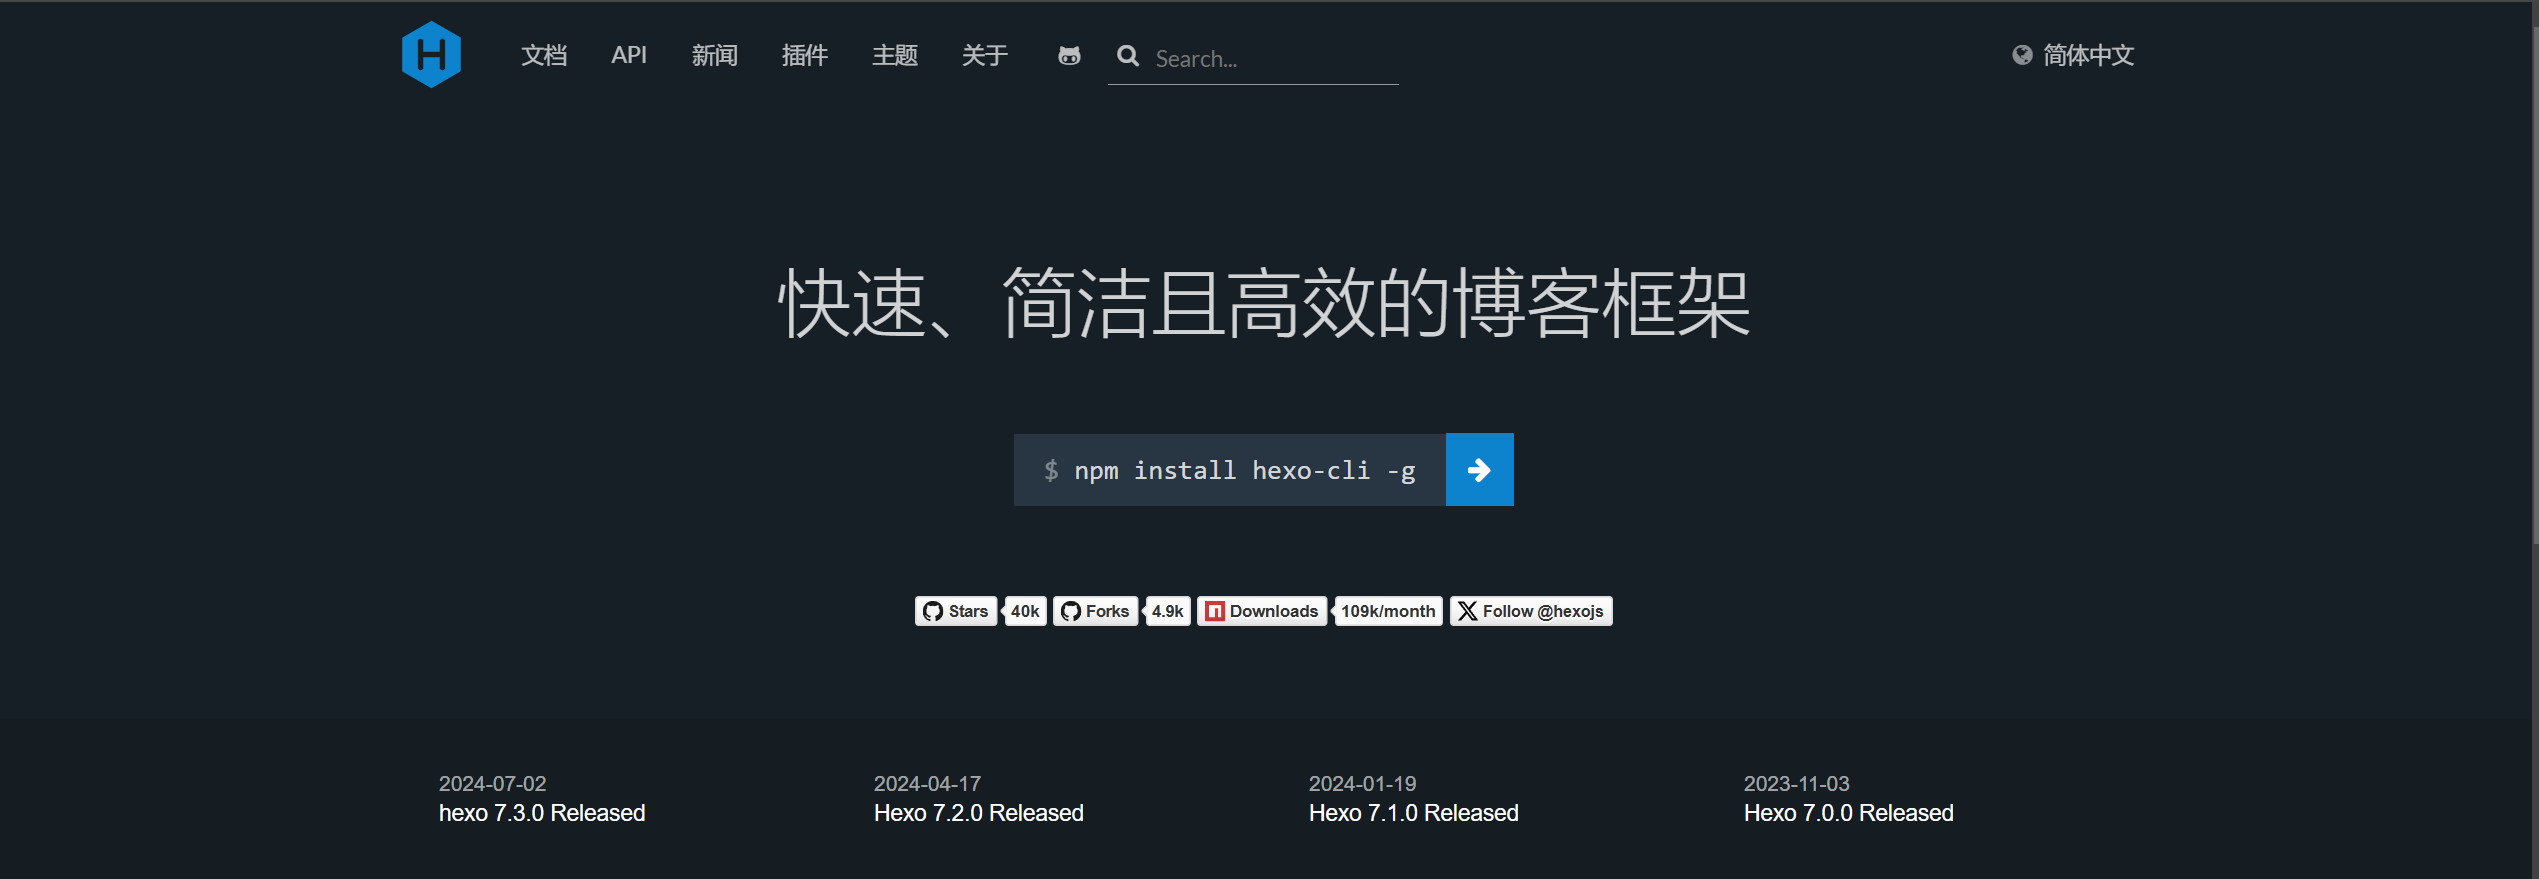 文档 API 新闻 插件 主题 关于 Search... 简体中文
快速、简洁且高效的博客框架
$ npm install hexo-cli -g
Stars 40k Forks 4.9k Downloads 109k/month Follow @hexojs
2024-07-02
hexo 7.3.0 Released
2024-04-17
Hexo 7.2.0 Released
2024-01-19
Hexo 7.1.0 Released
2023-11-03
Hexo 7.0.0 Released